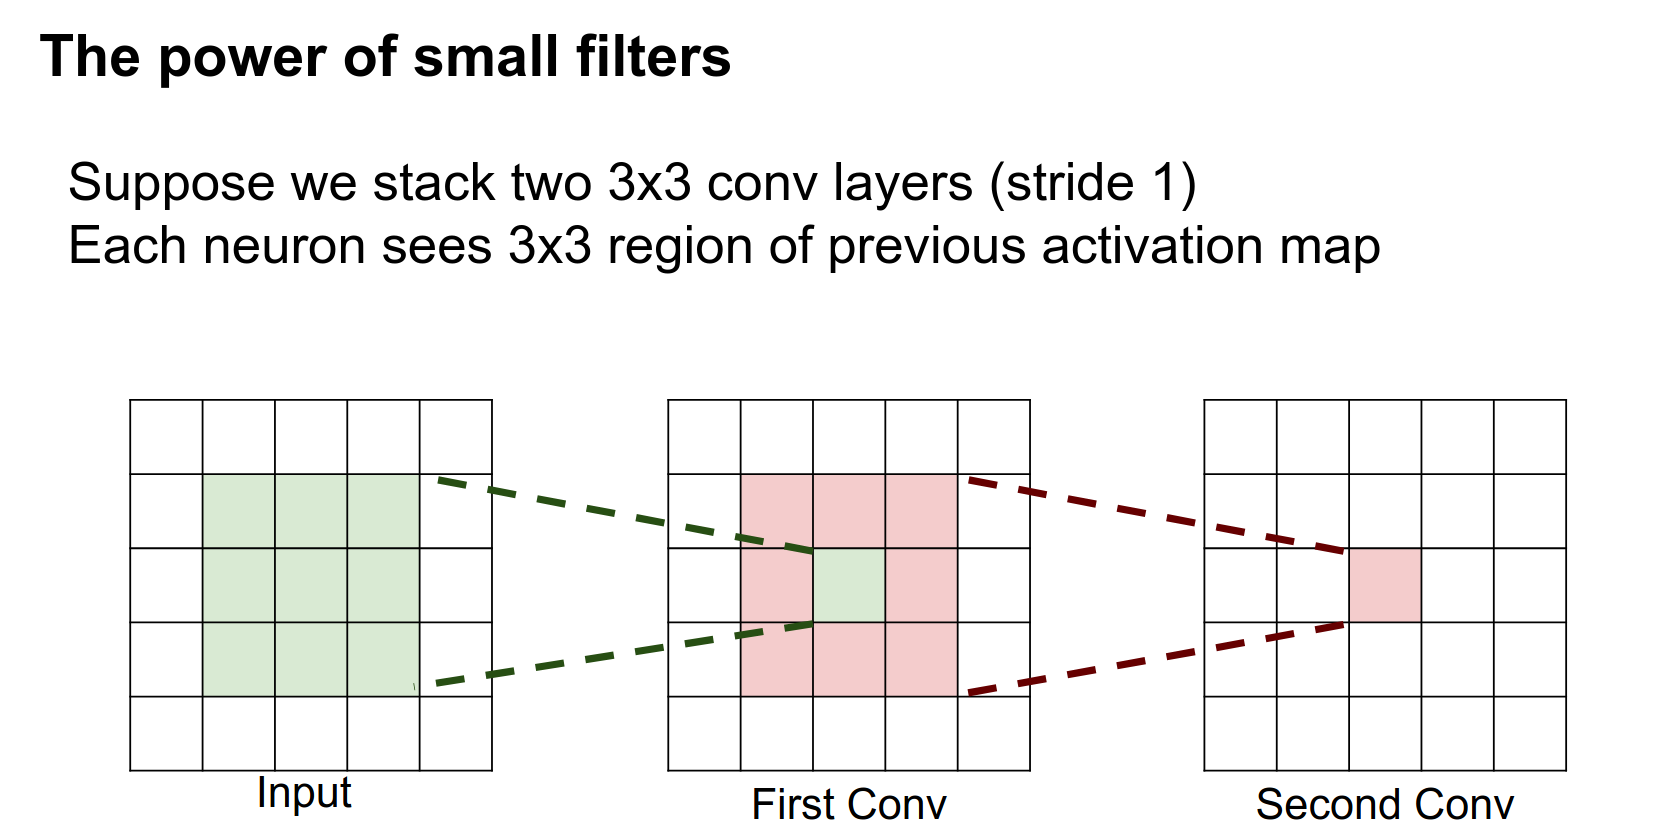 The power of small filters
Suppose we stack two 3x3 conv layers (stride 1)
Each neuron sees 3x3 region of previous activation map
Input
First Conv
Second Conv